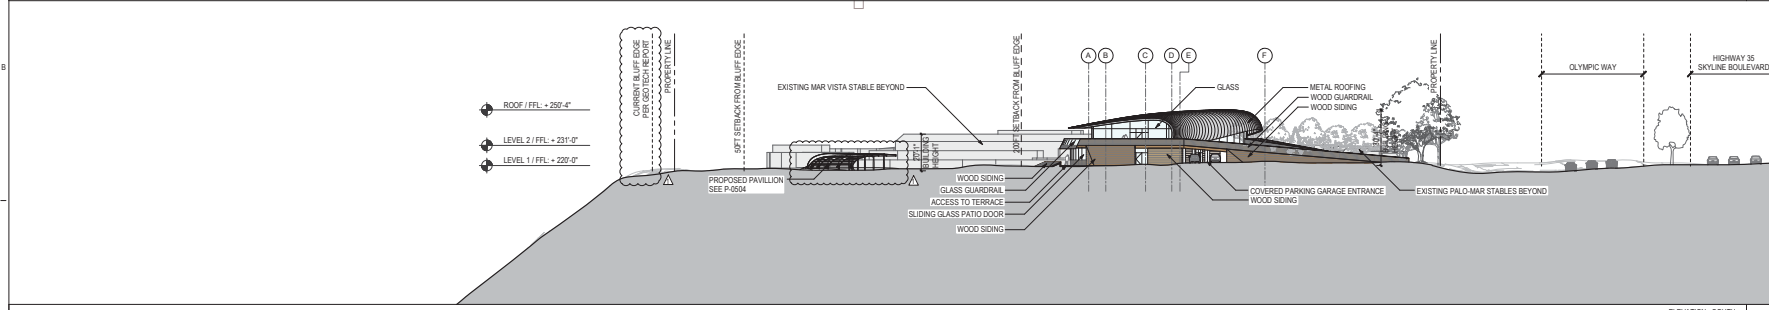 B
CURRENT BLUFF EDGE
PER GEOTECH REPORT
PROPERTY LINE
50FT SETBACK FROM BLUFF EDGE
200FT SETBACK FROM BLUFF EDGE
A
B
C
D
E
F
PROPERTY LINE
OLYMPIC WAY
HIGHWAY 35
SKYLINE BOULEVARD
ROOF / FFL: + 250'-4"
LEVEL 2 / FFL: + 231'-0"
LEVEL 1 / FFL: + 220'-0"
EXISTING MAR VISTA STABLE BEYOND
GLASS
METAL ROOFING
WOOD GUARDRAIL
WOOD SIDING
BUILDING
HEIGHT
PROPOSED PAVILLION
SEE P-0504
WOOD SIDING
GLASS GUARDRAIL
ACCESS TO TERRACE
SLIDING GLASS PATIO DOOR
WOOD SIDING
COVERED PARKING GARAGE ENTRANCE
WOOD SIDING
EXISTING PALO-MAR STABLES BEYOND